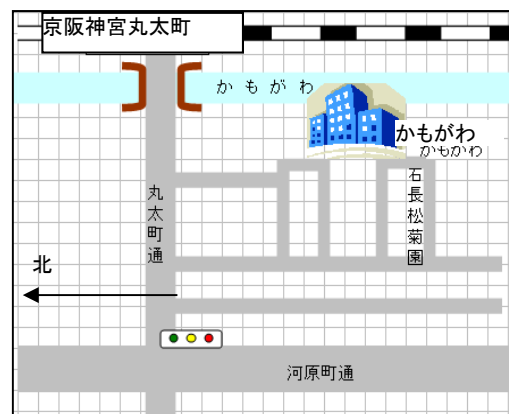 京阪神宮丸太町
かもがわ
かもがわ
かもがわ
石長松菊園
丸太町通
北
河原町通